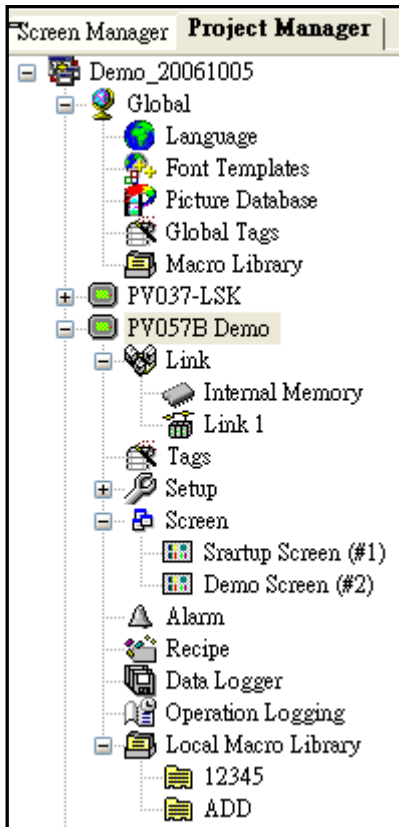 Screen Manager Project Manager
Demo_20061005
Global
Language
Font Templates
Picture Database
Global Tags
Macro Library
PV037-LSK
PV057B Demo
Link
Internal Memory
Link 1
Tags
Setup
Screen
Srartup Screen (#1)
Demo Screen (#2)
Alarm
Recipe
Data Logger
Operation Logging
Local Macro Library
12345
ADD